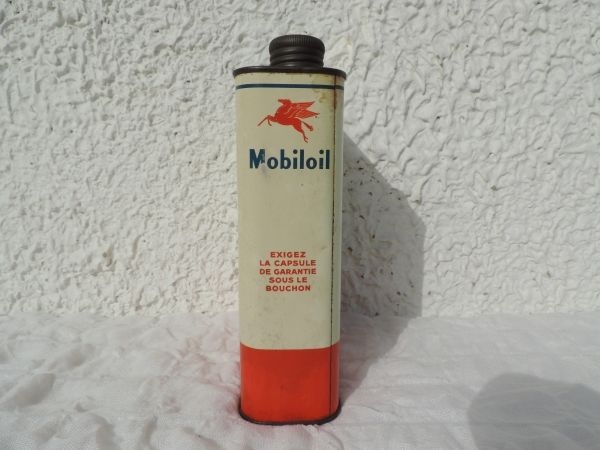 Mobiloil
EXIGEZ
LA CAPSULE
DE GARANTIE
SOUS LE
BOUCHON